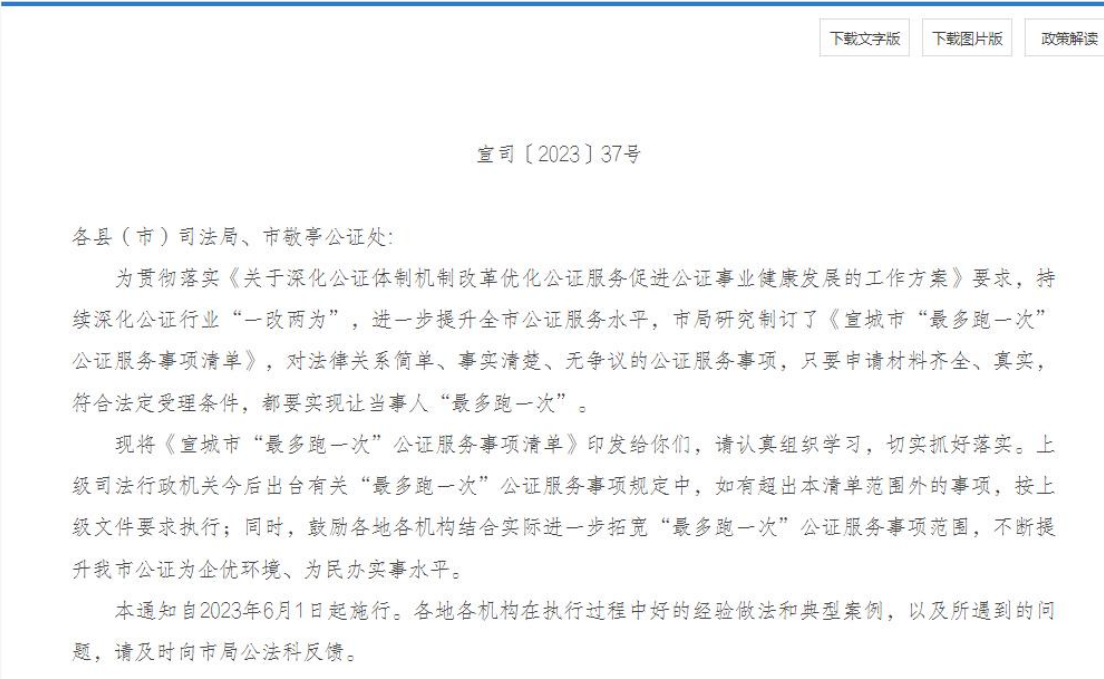 下载文字版 下载图片版 政策解读
宣司〔2023〕37号
各县（市）司法局、市敬亭公证处:
为贯彻落实《关于深化公证体制机制改革优化公证服务促进公证事业健康发展的工作方案》要求，持
续深化公证行业“一改两为”，进一步提升全市公证服务水平，市局研究制订了《宣城市“最多跑一次”
公证服务事项清单》，对法律关系简单、事实清楚、无争议的公证服务事项，只要申请材料齐全、真实，
符合法定受理条件，都要实现让当事人“最多跑一次”。
现将《宣城市“最多跑一次”公证服务事项清单》印发给你们，请认真组织学习，切实抓好落实。上
级司法行政机关今后出台有关“最多跑一次”公证服务事项规定中，如有超出本清单范围外的事项，按上
级文件要求执行；同时，鼓励各地各机构结合实际进一步拓宽“最多跑一次”公证服务事项范围，不断提
升我市公证为企优环境、为民办实事水平。
本通知自2023年6月1日起施行。各地各机构在执行过程中好的经验做法和典型案例，以及所遇到的问
题，请及时向市局公法科反馈。